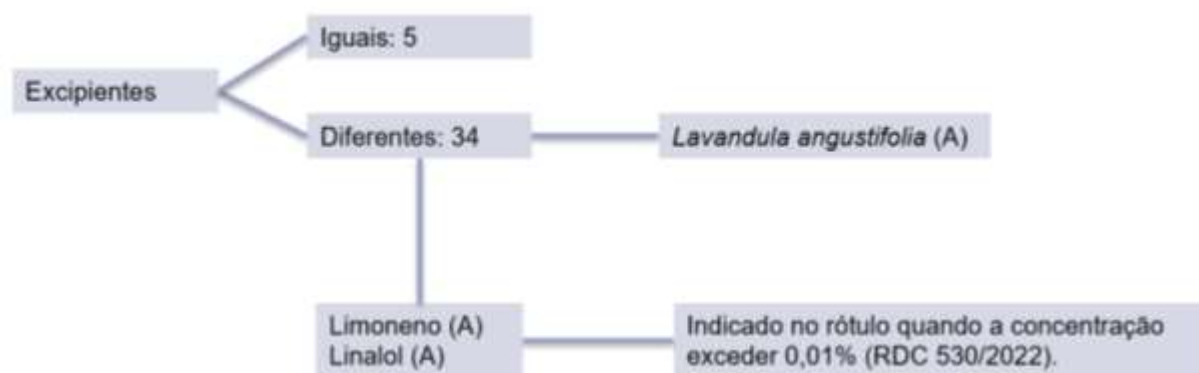 Iguais: 5
Excipientes
Diferentes: 34
Lavandula angustifolia (A)
Limoneno (A)
Linalol (A)
Indicado no rótulo quando a concentração
exceder 0,01% (RDC 530/2022).